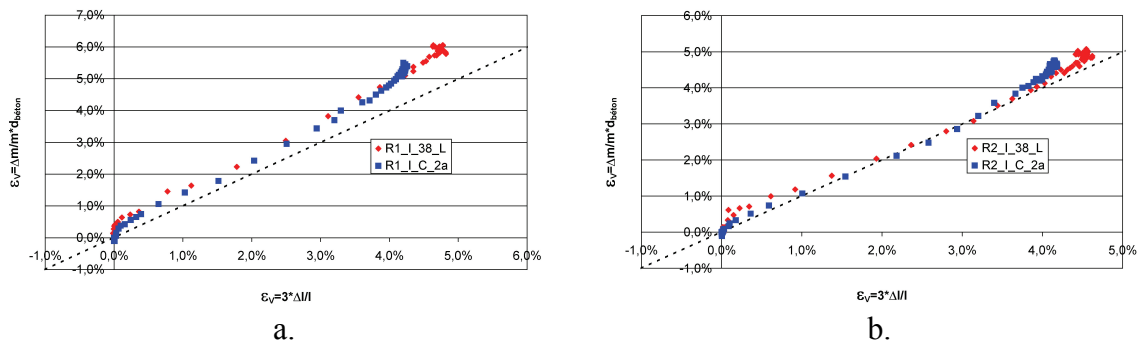 7,0%
6,0%
5,0%
4,0%
3,0%
2,0%
1,0%
0,0%
-1,0%
-1,0% 0,0% 1,0% 2,0% 3,0% 4,0% 5,0% 6,0%
εV=Δm/m*dbéton
εV=3*Δl/l
R1_I_38_L
R1_I_C_2a
a.
6,0%
5,0%
4,0%
3,0%
2,0%
1,0%
0,0%
-1,0%
-1,0% 0,0% 1,0% 2,0% 3,0% 4,0% 5,0%
εV=Δm/m*dbéton
εV=3*Δl/l
R2_I_38_L
R2_I_C_2a
b.